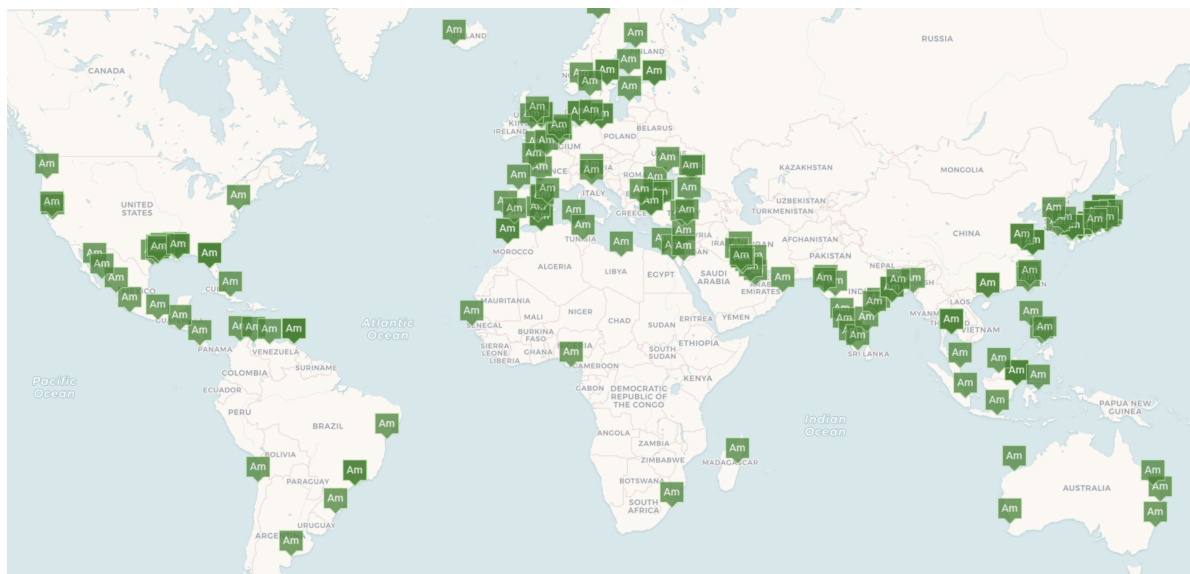 Am
CANADA
RUSSIA
UNITED
STATES
Atlantic
Ocean
Pacific
Ocean
PANAMA
VENEZUELA
COLOMBIA
SURINAME
ECUADOR
PERU
BRAZIL
BOLIVIA
PARAGUAY
URUGUAY
IRELAND
POLAND
BELARUS
ITALY
GREECE
TUNISIA
MOROCCO
ALGERIA
LIBYA
EGYPT
SAUDI
ARABIA
EMIRATES
YEMEN
MAURITANIA
SENEGAL
MALI
NIGER
CHAD
SUDAN
ERITREA
BURKINA
FASO
SIERRA
LEONE
LIBERIA
GHANA
CAMEROON
SOUTH
SUDAN
ETHIOPIA
GABON
KENYA
DEMOCRATIC
REPUBLIC OF
THE CONGO
ANGOLA
ZAMBIA
ZIMBABWE
BOTSWANA
SOUTH
AFRICA
MADAGASCAR
Indian
Ocean
KAZAKHSTAN
UZBEKISTAN
TURKMENISTAN
AFGHANISTAN
PAKISTAN
NEPAL
SRI LANKA
MONGOLIA
CHINA
LAOS
VIETNAM
INDONESIA
PAPUA NEW
GUINEA
AUSTRALIA